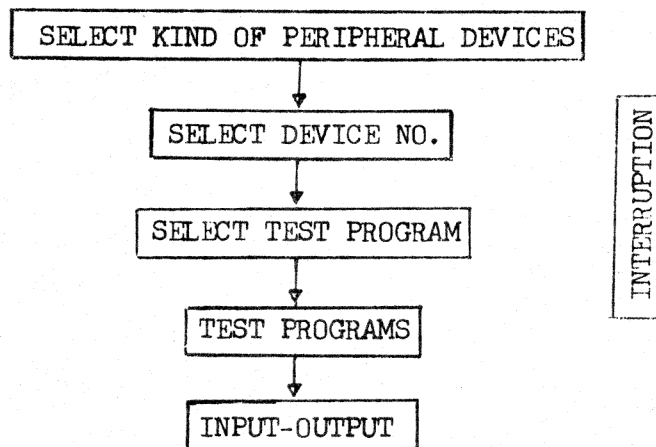 SELECT KIND OF PERIPHERAL DEVICES
SELECT DEVICE NO.
SELECT TEST PROGRAM
TEST PROGRAMS
INPUT-OUTPUT
INTERRUPTION